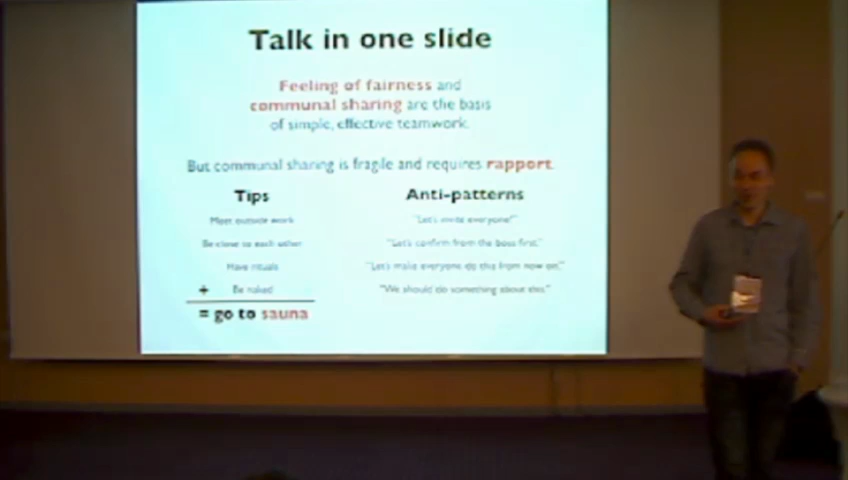 Talk in one slide
Feeling of fairness and
communal sharing are the basis
of simple, effective teamwork.
But communal sharing is fragile and requires rapport.
Tips
Meet outside work
Be close to each other
Have rituals
+ Be naked
= go to sauna
Anti-patterns
"Let's invite everyone!"
"Let's confirm from the boss first."
"Let's make everyone do this from now on."
"We should do something about this."